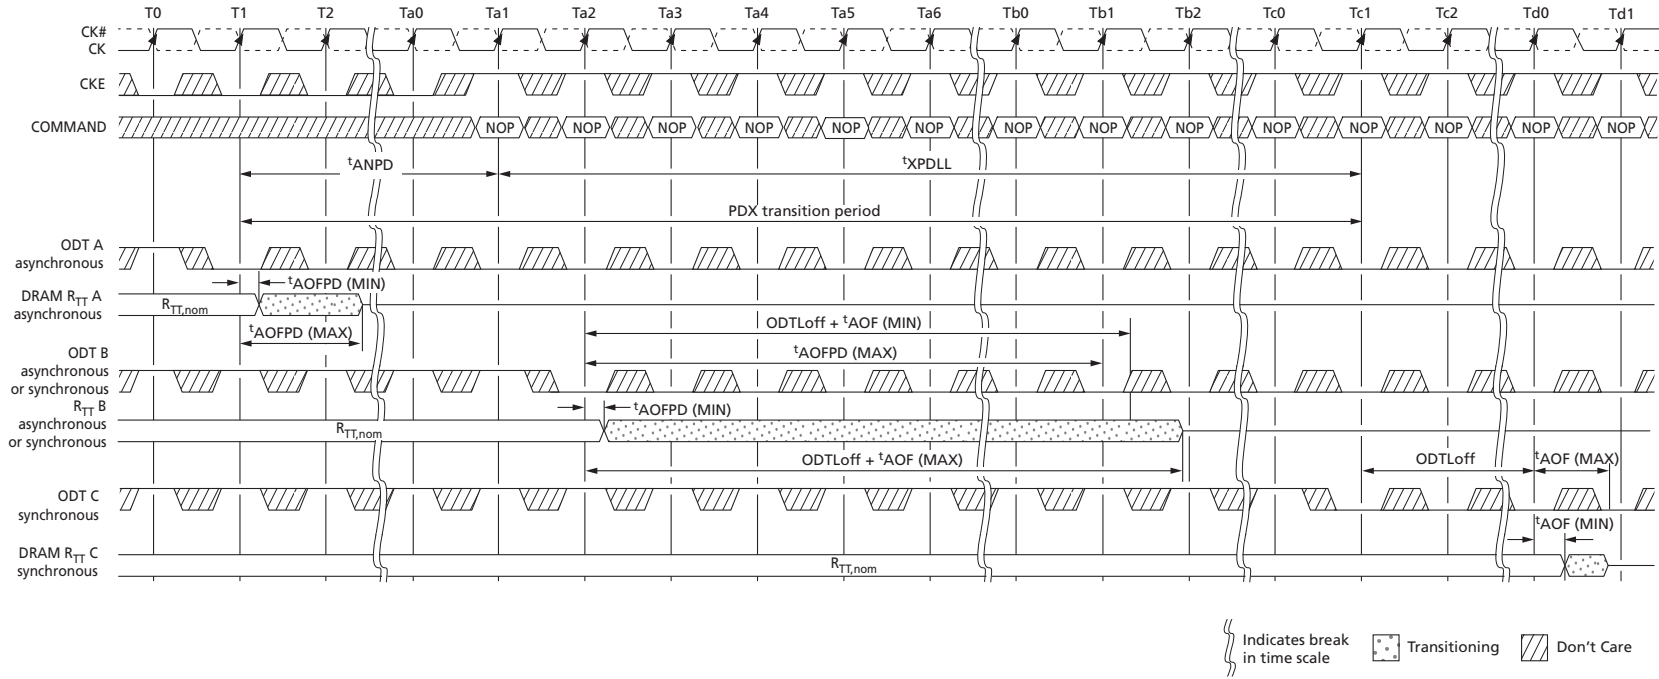 T0 T1 T2 Ta0 Ta1 Ta2 Ta3 Ta4 Ta5 Ta6 Tb0 Tb1 Tb2 Tc0 Tc1 Tc2 Td0 Td1
CK#
CK
CKE
COMMAND NOP NOP NOP NOP NOP NOP NOP NOP NOP NOP NOP NOP NOP NOP
tANPD tXPDLL
PDX transition period
ODT A
asynchronous
tAOFPD (MIN)
DRAM RTT A
asynchronous
RTT,nom
tAOFPD (MAX)
ODTLoff + tAOF (MIN)
tAOFPD (MAX)
ODT B
asynchronous
or synchronous
tAOFPD (MIN)
RTT B
asynchronous
or synchronous
RTT,nom
ODTLoff + tAOF (MAX) ODTLoff tAOF (MAX)
ODT C
synchronous
tAOF (MIN)
DRAM RTT C
synchronous
RTT,nom
Indicates break
in time scale
Transitioning
Don't Care